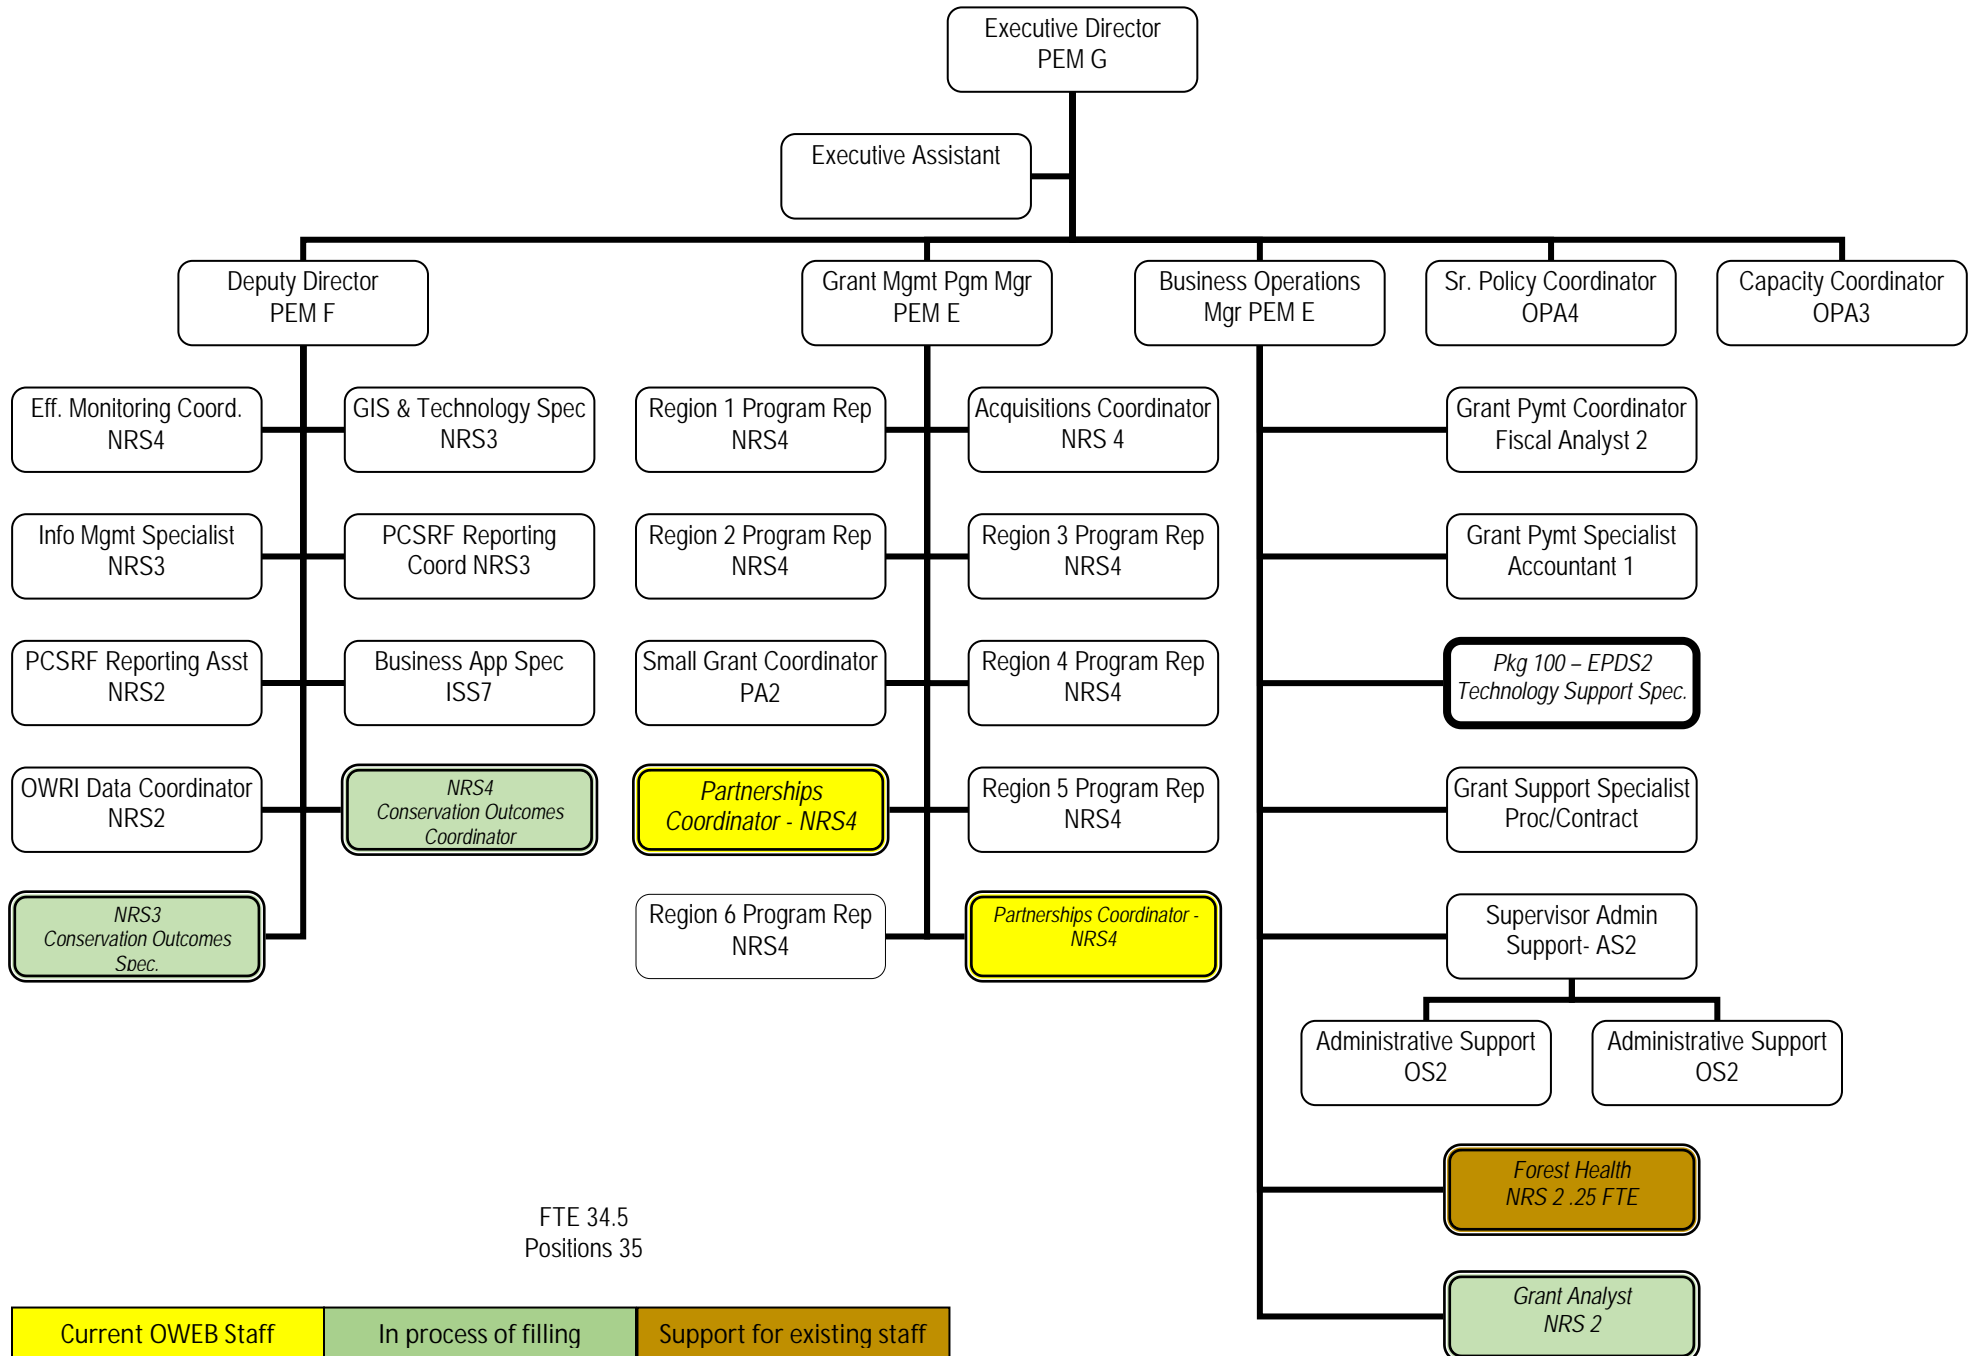 Executive Director
PEM G
Executive Assistant
Deputy Director
PEM F
Grant Mgmt Pgm Mgr
PEM E
Business Operations
Mgr PEM E
Sr. Policy Coordinator
OPA4
Capacity Coordinator
OPA3
Eff. Monitoring Coord.
NRS4
GIS & Technology Spec
NRS3
Region 1 Program Rep
NRS4
Acquisitions Coordinator
NRS 4
Grant Pymt Coordinator
Fiscal Analyst 2
Info Mgmt Specialist
NRS3
PCSRF Reporting
Coord NRS3
Region 2 Program Rep
NRS4
Region 3 Program Rep
NRS4
Grant Pymt Specialist
Accountant 1
PCSRF Reporting Asst
NRS2
Business App Spec
ISS7
Small Grant Coordinator
PA2
Region 4 Program Rep
NRS4
Pkg 100 – EPDS2
Technology Support Spec.
OWRI Data Coordinator
NRS2
NRS4
Conservation Outcomes
Coordinator
Partnerships
Coordinator - NRS4
Region 5 Program Rep
NRS4
Grant Support Specialist
Proc/Contract
NRS3
Conservation Outcomes
Spec.
Region 6 Program Rep
NRS4
Partnerships Coordinator -
NRS4
Supervisor Admin
Support- AS2
Administrative Support
OS2
Administrative Support
OS2
Forest Health
NRS 2 .25 FTE
Grant Analyst
NRS 2
FTE 34.5
Positions 35
Current OWEB Staff
In process of filling
Support for existing staff